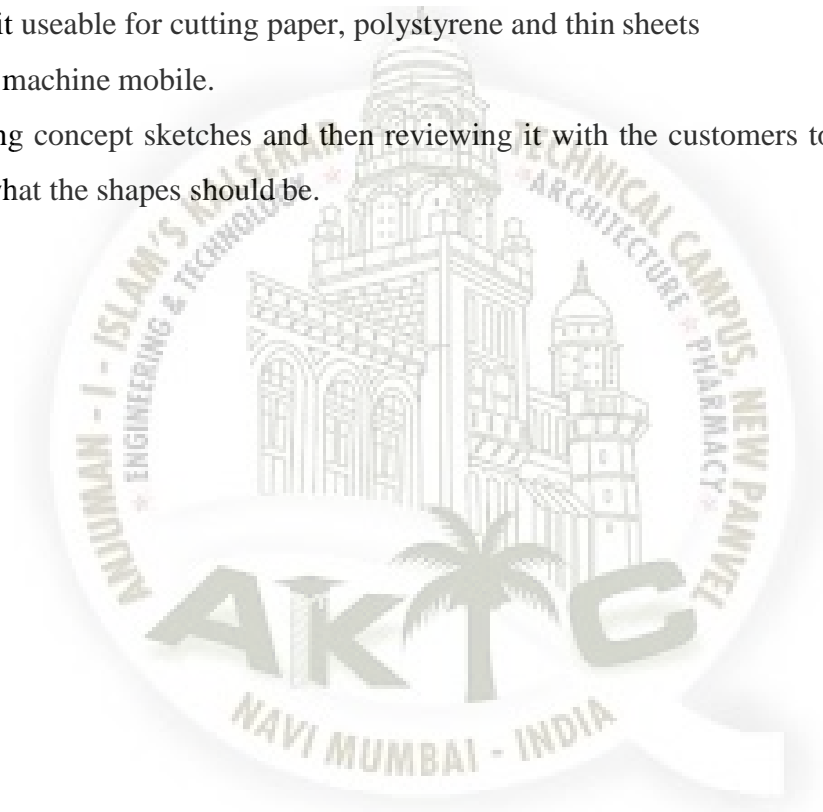 it useable for cutting paper, polystyrene and thin sheets
machine mobile.
ng concept sketches and then reviewing it with the customers to
what the shapes should be.
ANJUMAN - I - ISLAM'S KALSEKAR TECHNICAL CAMPUS, NEW PANVEL
ENGINEERING & TECHNOLOGY * ARCHITECTURE * PHARMACY *
AKTC
NAVI MUMBAI - INDIA